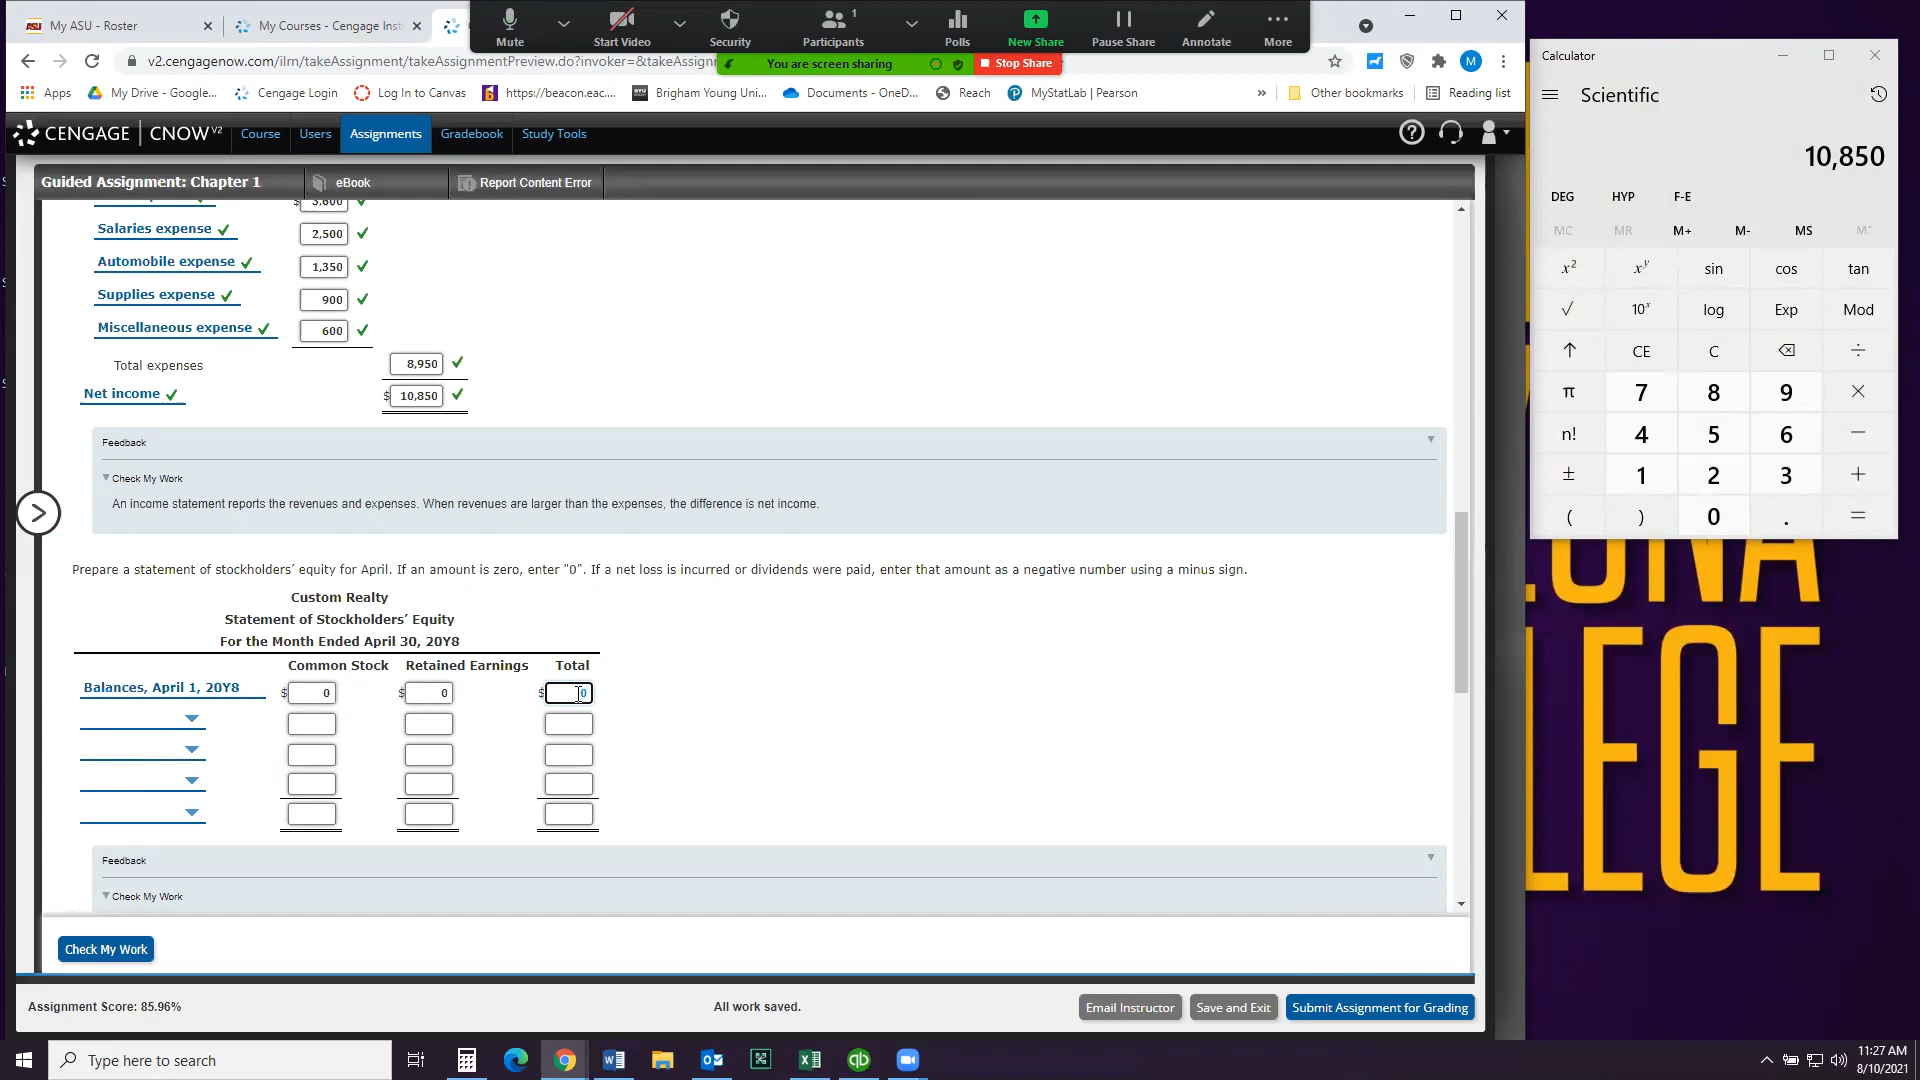 My ASU - Roster
My Courses - Cengage Inst
Mute
Start Video
Security
1
Participants
Polls
New Share
Pause Share
Annotate
More
v2.cengagenow.com/ilrn/takeAssignment/takeAssignmentPreview.do?invoker=&takeAssignm
You are screen sharing
Stop Share
M
Apps
My Drive - Google...
Cengage Login
Log In to Canvas
https://beacon.eac....
Brigham Young Uni...
Documents - OneD...
Reach
MyStatLab | Pearson
»
Other bookmarks
Reading list
CENGAGE | CNOWV2
Course
Users
Assignments
Gradebook
Study Tools
Guided Assignment: Chapter 1
eBook
Report Content Error
$ 3,600
Salaries expense 2,500
Automobile expense 1,350
Supplies expense 900
Miscellaneous expense 600
Total expenses 8,950
Net income $ 10,850
Feedback
Check My Work
An income statement reports the revenues and expenses. When revenues are larger than the expenses, the difference is net income.
Prepare a statement of stockholders' equity for April. If an amount is zero, enter "0". If a net loss is incurred or dividends were paid, enter that amount as a negative number using a minus sign.
Custom Realty
Statement of Stockholders' Equity
For the Month Ended April 30, 20Y8
Common Stock Retained Earnings Total
Balances, April 1, 20Y8 $ 0 $ 0 $ 0
Feedback
Check My Work
Check My Work
Assignment Score: 85.96%
All work saved.
Email Instructor
Save and Exit
Submit Assignment for Grading
Calculator
Scientific
10,850
DEG HYP F-E
MC MR M+ M- MS M˅
x² xʸ sin cos tan
√ 10ˣ log Exp Mod
↑ CE C ⌫ ÷
π 7 8 9 ×
n! 4 5 6 −
± 1 2 3 +
( ) 0 . =
LEGE
Type here to search
11:27 AM
8/10/2021